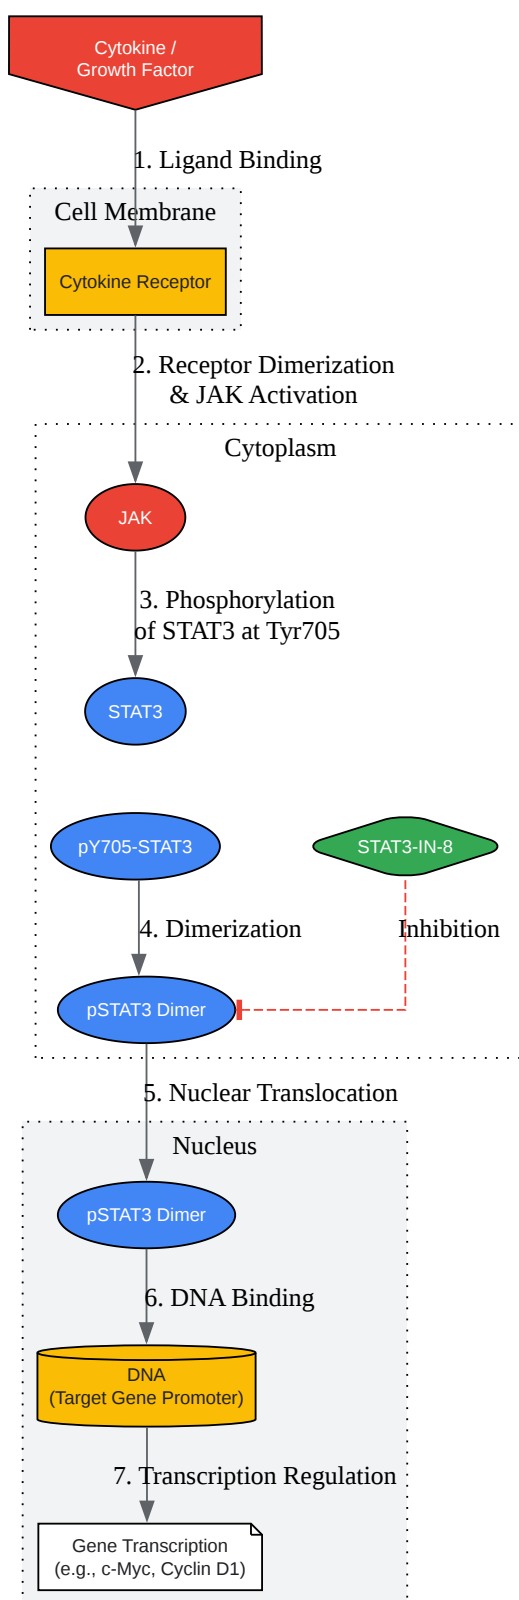 Cytokine /
Growth Factor
1. Ligand Binding
Cell Membrane
Cytokine Receptor
2. Receptor Dimerization
& JAK Activation
Cytoplasm
JAK
3. Phosphorylation
of STAT3 at Tyr705
STAT3
pY705-STAT3
STAT3-IN-8
4. Dimerization
Inhibition
pSTAT3 Dimer
5. Nuclear Translocation
Nucleus
pSTAT3 Dimer
6. DNA Binding
DNA
(Target Gene Promoter)
7. Transcription Regulation
Gene Transcription
(e.g., c-Myc, Cyclin D1)